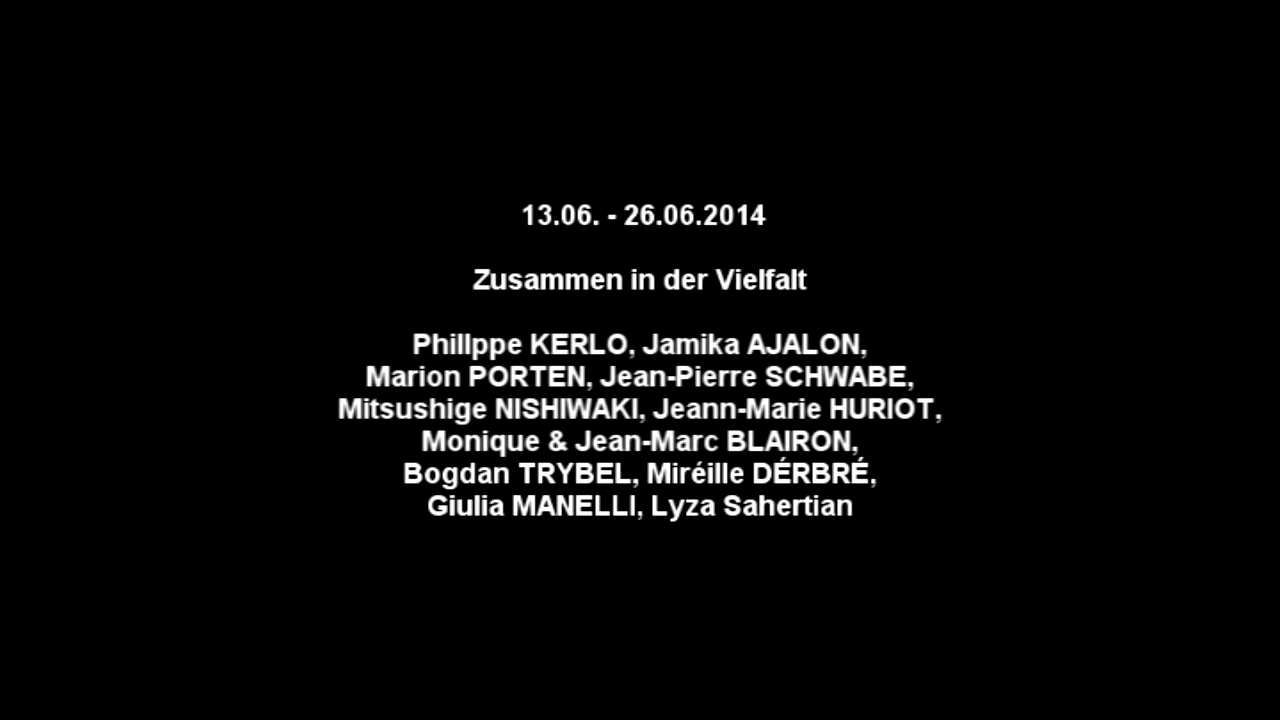 13.06. - 26.06.2014
Zusammen in der Vielfalt
Phillppe KERLO, Jamika AJALON,
Marion PORTEN, Jean-Pierre SCHWABE,
Mitsushige NISHIWAKI, Jeann-Marie HURIOT,
Monique & Jean-Marc BLAIRON,
Bogdan TRYBEL, Miréille DÉRBRÉ,
Giulia MANELLI, Lyza Sahertian